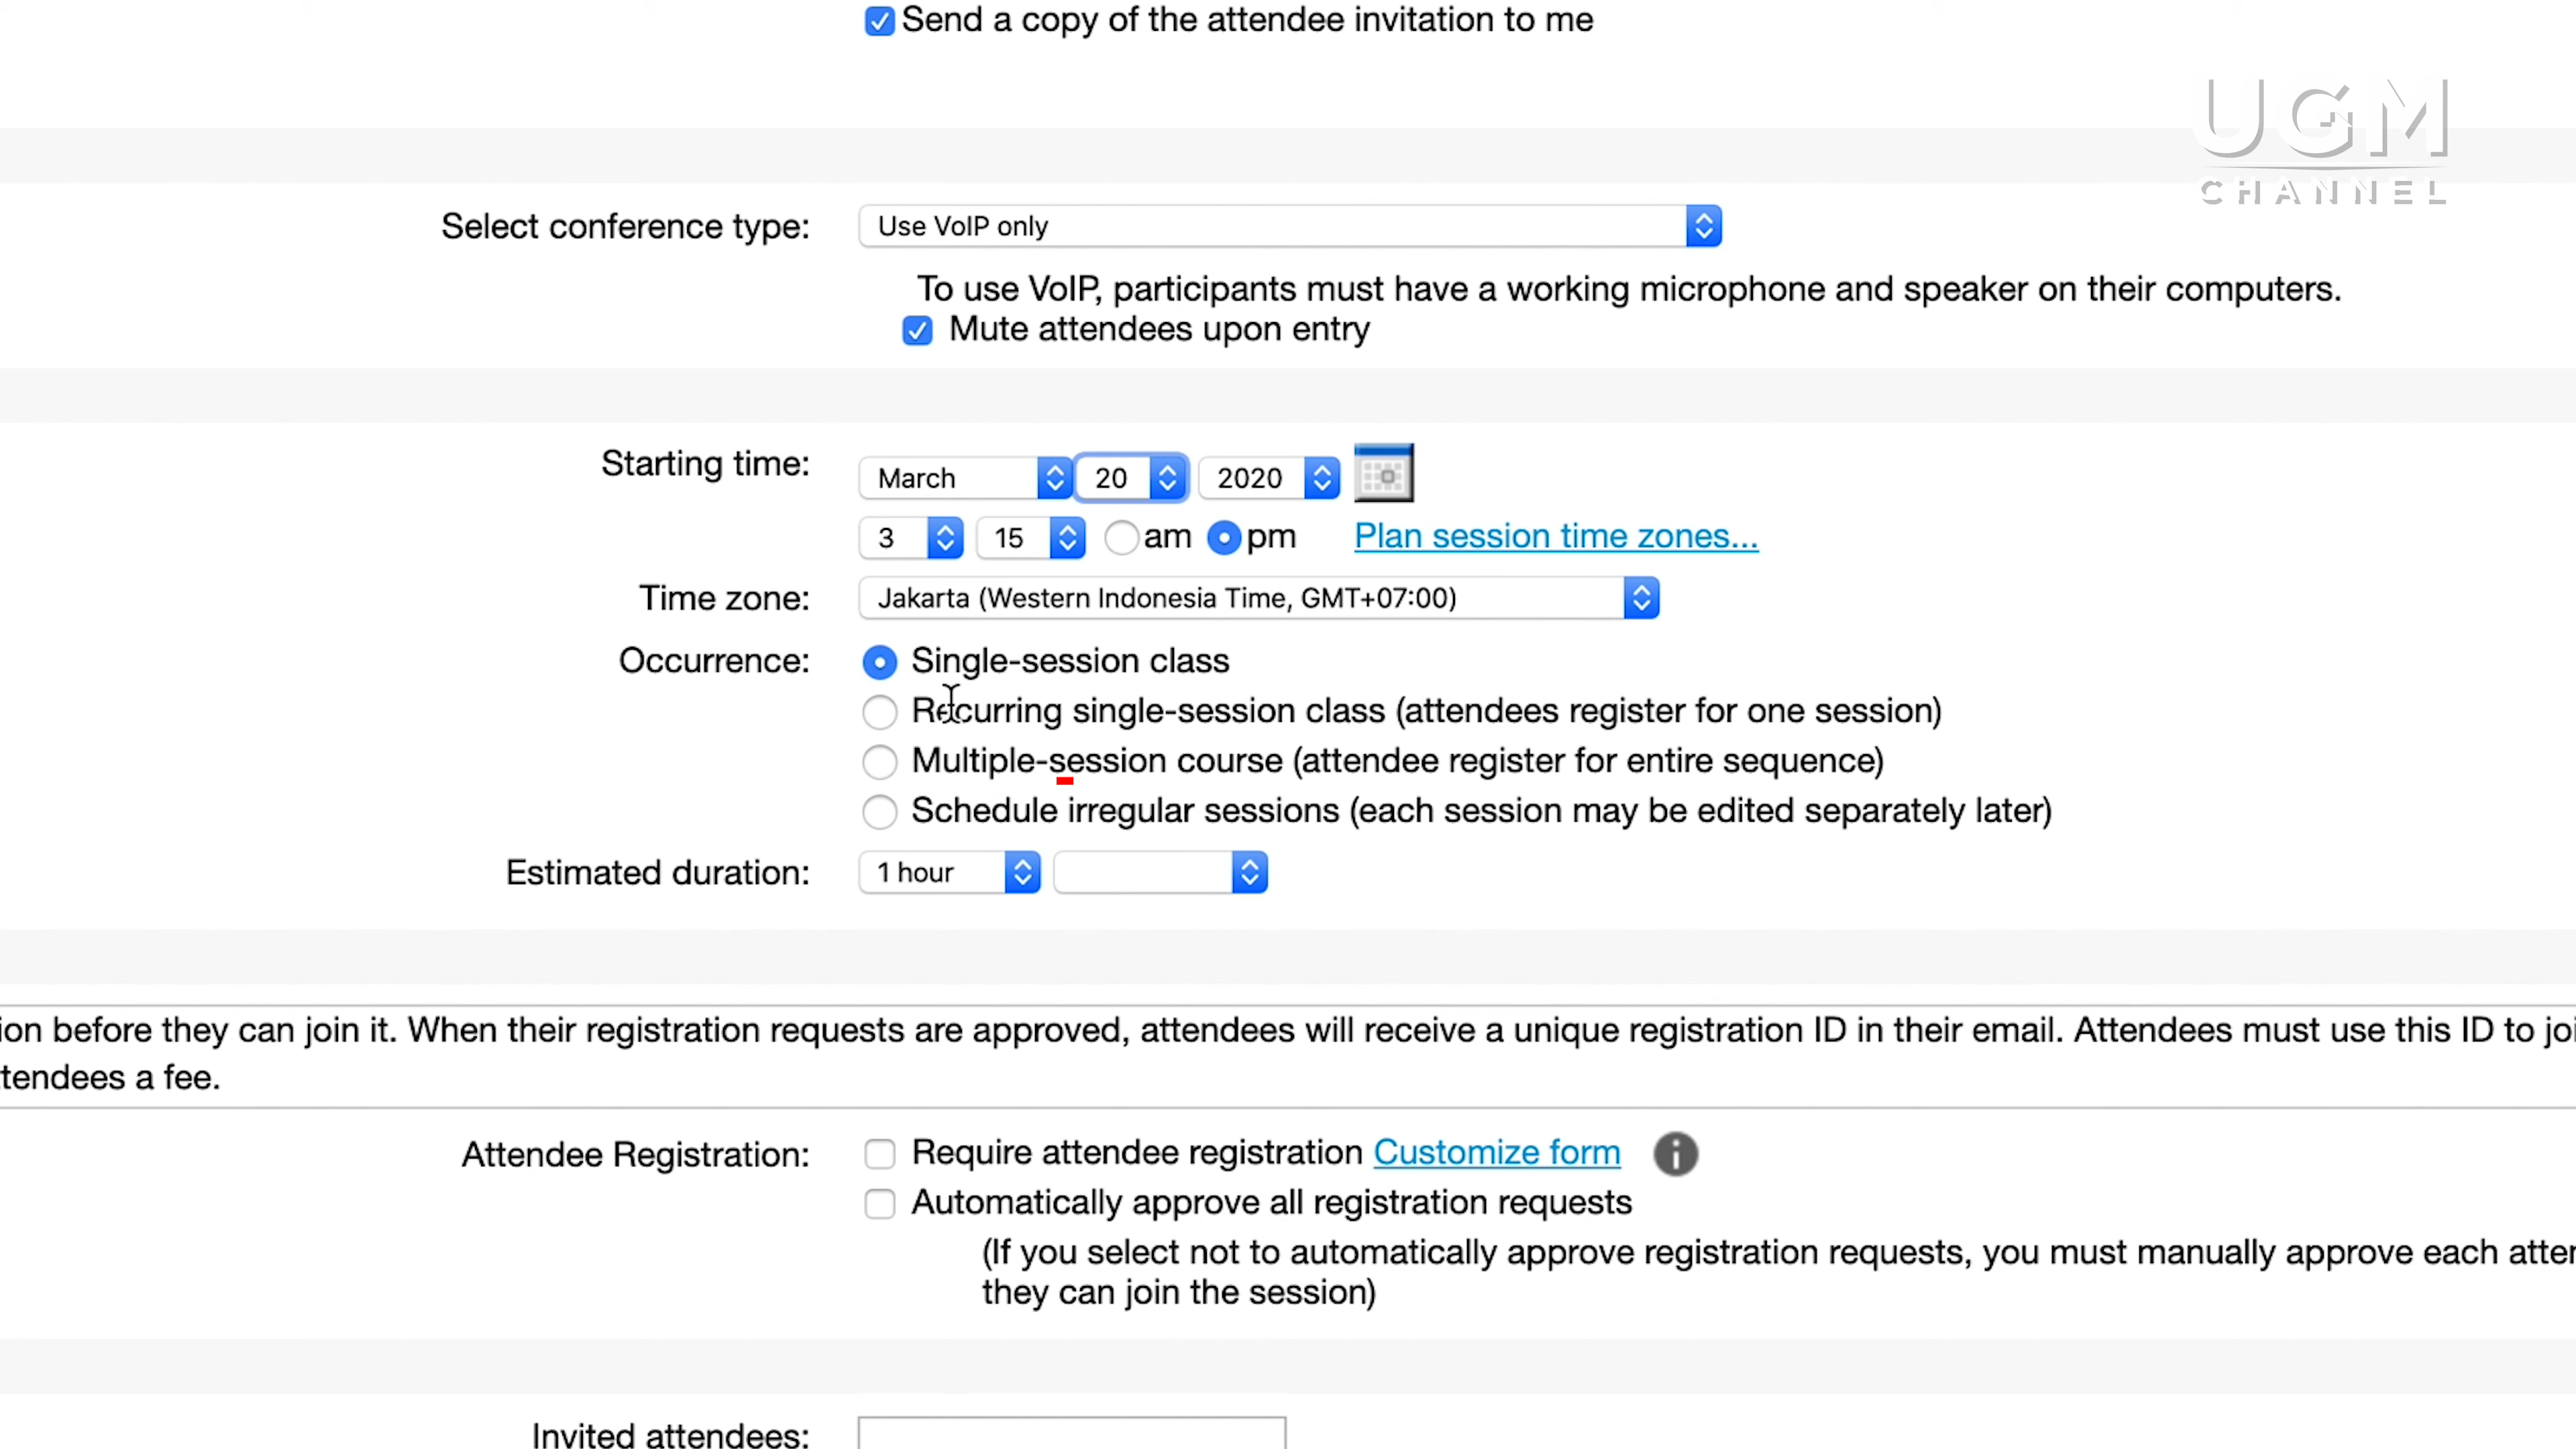 Send a copy of the attendee invitation to me
UGM
CHANNEL
Select conference type: Use VoIP only
To use VoIP, participants must have a working microphone and speaker on their computers.
Mute attendees upon entry
Starting time: March 20 2020
3 15 am pm Plan session time zones...
Time zone: Jakarta (Western Indonesia Time, GMT+07:00)
Occurrence: Single-session class
Recurring single-session class (attendees register for one session)
Multiple-session course (attendee register for entire sequence)
Schedule irregular sessions (each session may be edited separately later)
Estimated duration: 1 hour
ion before they can join it. When their registration requests are approved, attendees will receive a unique registration ID in their email. Attendees must use this ID to joi
tendees a fee.
Attendee Registration: Require attendee registration Customize form
Automatically approve all registration requests
(If you select not to automatically approve registration requests, you must manually approve each atten
they can join the session)
Invited attendees: